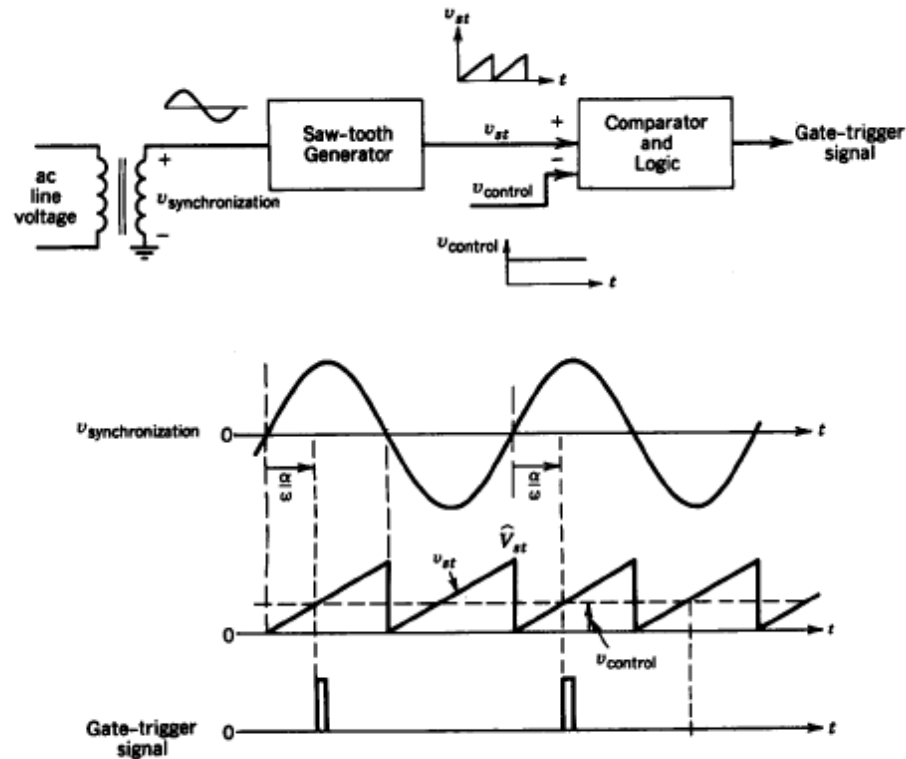 v_st
t
Saw-tooth
Generator
v_st
+
-
Comparator
and
Logic
Gate-trigger
signal
ac
line
voltage
+
v_synchronization
-
v_control
v_control
t
v_synchronization
0
t
α/ω
α/ω
V̂_st
v_st
0
t
v_control
Gate-trigger
signal
0
t